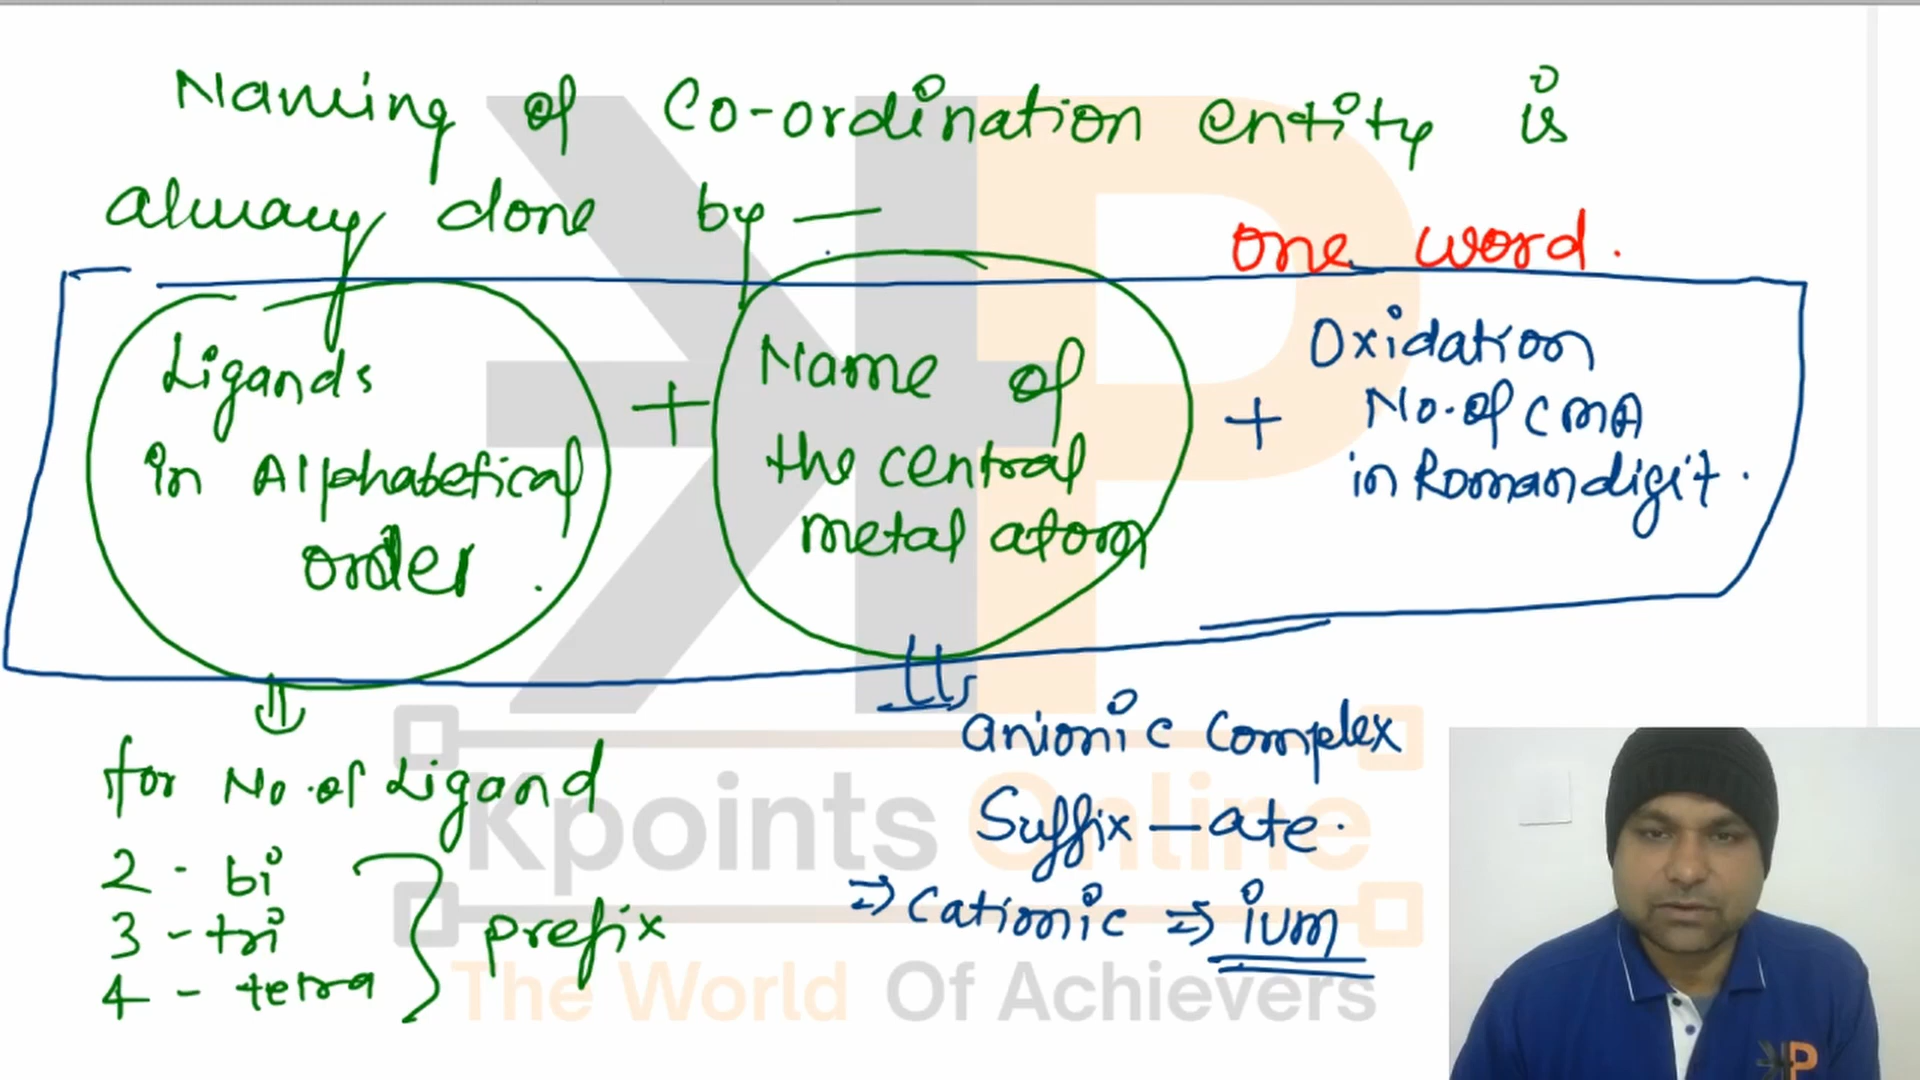 Naming of Co-ordination entity is
always done by —
one word.
Ligands
in Alphabetical
order.
+
Name of
the central
metal atom
+
Oxidation
No. of CMA
in Roman digit.
for No. of Ligand
2 - bi
3 - tri
4 - tetra
prefix
anionic complex
Suffix - ate.
⇒ Cationic ⇒ ium
Kpoints Online
The World Of Achievers
KP